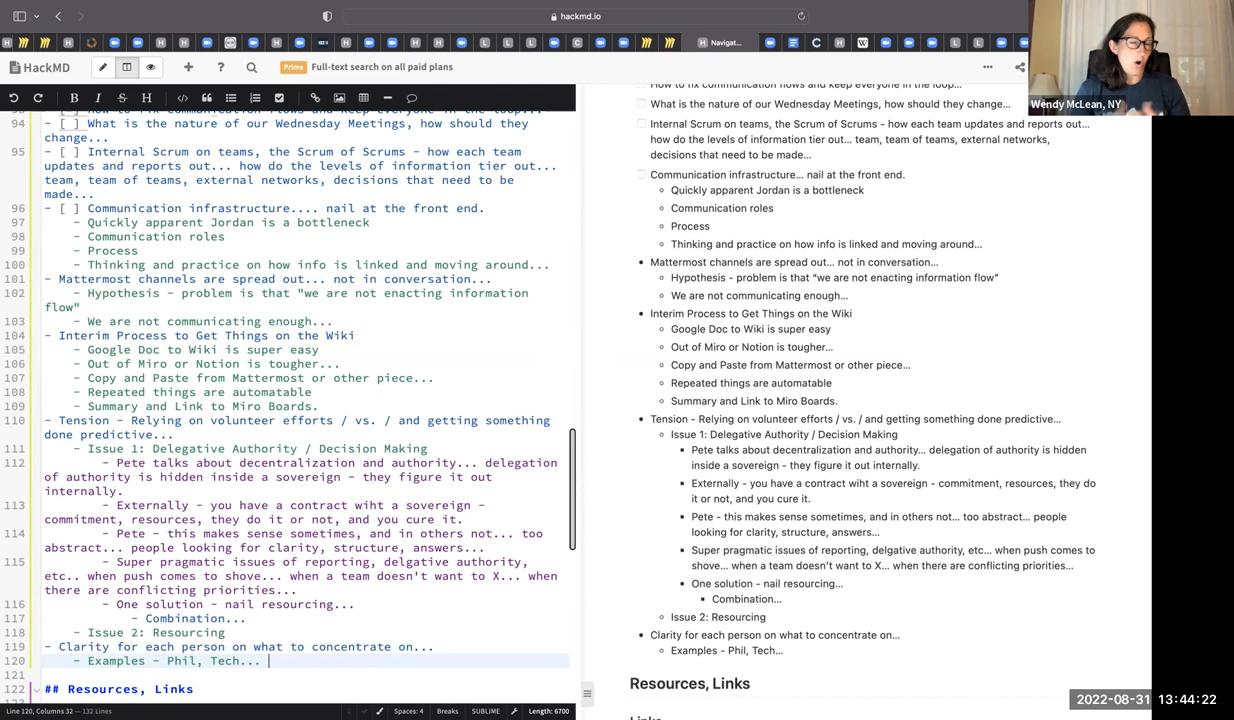 hackmd.io
Navigat...
HackMD
Prime Full-text search on all paid plans
Wendy McLean, NY
94 - [ ] What is the nature of our Wednesday Meetings, how should they
change...
95 - [ ] Internal Scrum on teams, the Scrum of Scrums - how each team
updates and reports out... how do the levels of information tier out...
team, team of teams, external networks, decisions that need to be
made...
96 - [ ] Communication infrastructure.... nail at the front end.
97 - Quickly apparent Jordan is a bottleneck
98 - Communication roles
99 - Process
100 - Thinking and practice on how info is linked and moving around...
101 - Mattermost channels are spread out... not in conversation...
102 - Hypothesis - problem is that "we are not enacting information
flow"
103 - We are not communicating enough...
104 - Interim Process to Get Things on the Wiki
105 - Google Doc to Wiki is super easy
106 - Out of Miro or Notion is tougher...
107 - Copy and Paste from Mattermost or other piece...
108 - Repeated things are automatable
109 - Summary and Link to Miro Boards.
110 - Tension - Relying on volunteer efforts / vs. / and getting something
done predictive...
111 - Issue 1: Delegative Authority / Decision Making
112 - Pete talks about decentralization and authority... delegation
of authority is hidden inside a sovereign - they figure it out
internally.
113 - Externally - you have a contract wiht a sovereign -
commitment, resources, they do it or not, and you cure it.
114 - Pete - this makes sense sometimes, and in others not... too
abstract... people looking for clarity, structure, answers...
115 - Super pragmatic issues of reporting, delgative authority,
etc.. when push comes to shove... when a team doesn't want to X... when
there are conflicting priorities...
116 - One solution - nail resourcing...
117 - Combination...
118 - Issue 2: Resourcing
119 - Clarity for each person on what to concentrate on...
120 - Examples - Phil, Tech...
121
122 ## Resources, Links
Line 120, Columns 32 — 132 Lines
Spaces: 4
Breaks
SUBLIME
Length: 6700
How to fix communication flows and keep everyone in the loop...
What is the nature of our Wednesday Meetings, how should they change...
Internal Scrum on teams, the Scrum of Scrums - how each team updates and reports out...
how do the levels of information tier out... team, team of teams, external networks,
decisions that need to be made...
Communication infrastructure... nail at the front end.
Quickly apparent Jordan is a bottleneck
Communication roles
Process
Thinking and practice on how info is linked and moving around...
Mattermost channels are spread out... not in conversation...
Hypothesis - problem is that “we are not enacting information flow”
We are not communicating enough...
Interim Process to Get Things on the Wiki
Google Doc to Wiki is super easy
Out of Miro or Notion is tougher...
Copy and Paste from Mattermost or other piece...
Repeated things are automatable
Summary and Link to Miro Boards.
Tension - Relying on volunteer efforts / vs. / and getting something done predictive...
Issue 1: Delegative Authority / Decision Making
Pete talks about decentralization and authority... delegation of authority is hidden
inside a sovereign - they figure it out internally.
Externally - you have a contract wiht a sovereign - commitment, resources, they do
it or not, and you cure it.
Pete - this makes sense sometimes, and in others not... too abstract... people
looking for clarity, structure, answers...
Super pragmatic issues of reporting, delgative authority, etc... when push comes to
shove... when a team doesn't want to X... when there are conflicting priorities...
One solution - nail resourcing...
Combination...
Issue 2: Resourcing
Clarity for each person on what to concentrate on...
Examples - Phil, Tech...
Resources, Links
2022-08-31 13:44:22